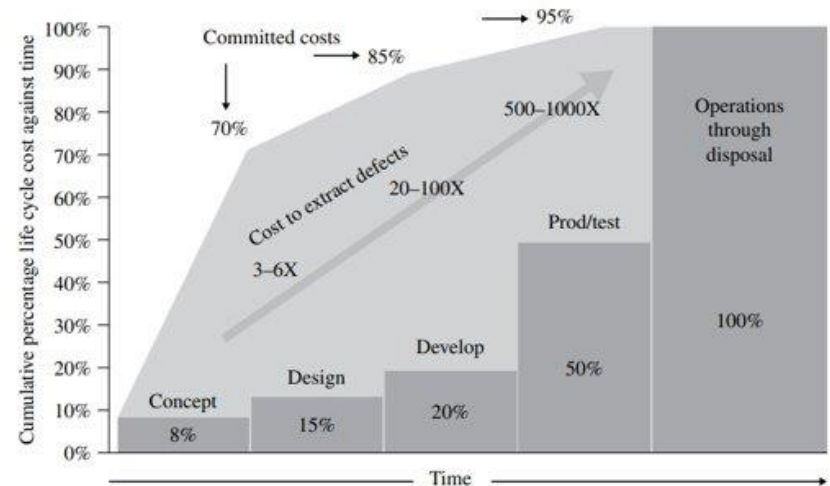 Cumulative percentage life cycle cost against time
100%
90%
80%
70%
60%
50%
40%
30%
20%
10%
0%
Committed costs
70%
85%
95%
Cost to extract defects
3–6X
20–100X
500–1000X
Concept
8%
Design
15%
Develop
20%
Prod/test
50%
Operations
through
disposal
100%
Time